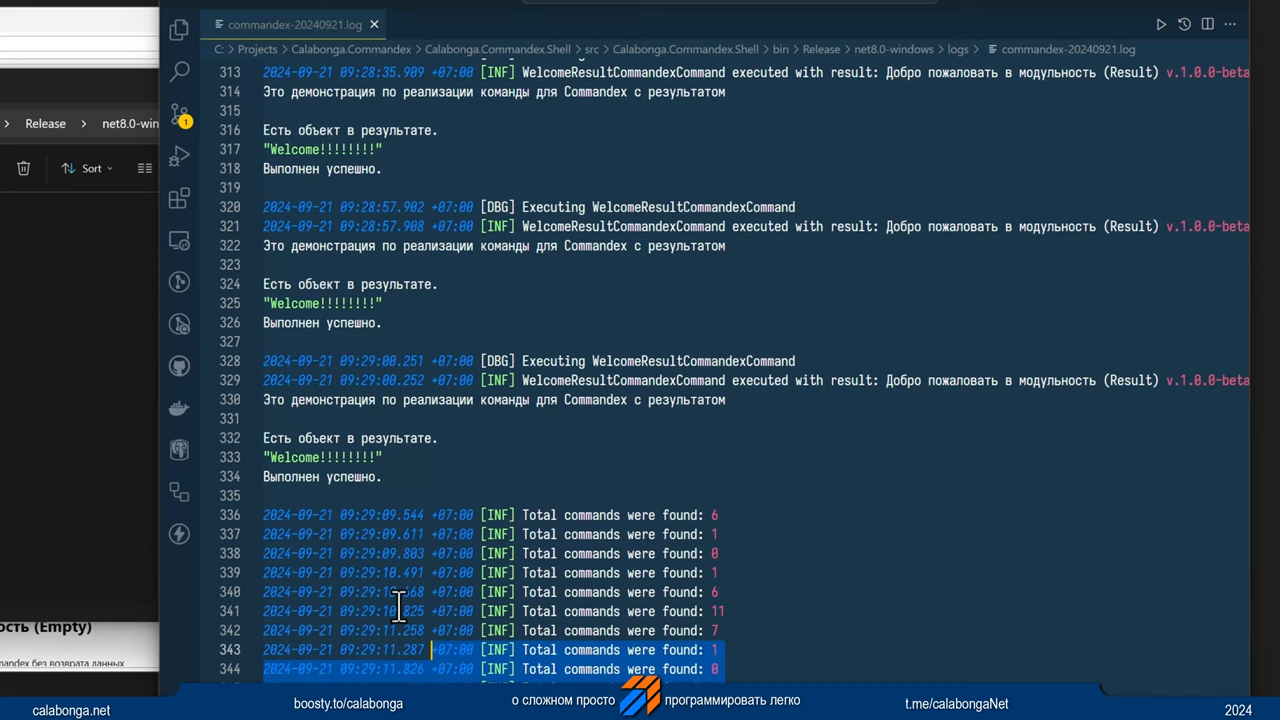 commandex-20240921.log
C: > Projects > Calabonga.Commandex > Calabonga.Commandex.Shell > src > Calabonga.Commandex.Shell > bin > Release > net8.0-windows > logs > commandex-20240921.log
> Release > net8.0-win
Sort
1
313 2024-09-21 09:28:35.909 +07:00 [INF] WelcomeResultCommandexCommand executed with result: Добро пожаловать в модульность (Result) v.1.0.0-beta
314 Это демонстрация по реализации команды для Commandex с результатом
315
316 Есть объект в результате.
317 "Welcome!!!!!!!!"
318 Выполнен успешно.
319
320 2024-09-21 09:28:57.902 +07:00 [DBG] Executing WelcomeResultCommandexCommand
321 2024-09-21 09:28:57.908 +07:00 [INF] WelcomeResultCommandexCommand executed with result: Добро пожаловать в модульность (Result) v.1.0.0-beta
322 Это демонстрация по реализации команды для Commandex с результатом
323
324 Есть объект в результате.
325 "Welcome!!!!!!!!"
326 Выполнен успешно.
327
328 2024-09-21 09:29:00.251 +07:00 [DBG] Executing WelcomeResultCommandexCommand
329 2024-09-21 09:29:00.252 +07:00 [INF] WelcomeResultCommandexCommand executed with result: Добро пожаловать в модульность (Result) v.1.0.0-beta
330 Это демонстрация по реализации команды для Commandex с результатом
331
332 Есть объект в результате.
333 "Welcome!!!!!!!!"
334 Выполнен успешно.
335
336 2024-09-21 09:29:09.544 +07:00 [INF] Total commands were found: 6
337 2024-09-21 09:29:09.611 +07:00 [INF] Total commands were found: 1
338 2024-09-21 09:29:09.803 +07:00 [INF] Total commands were found: 0
339 2024-09-21 09:29:10.491 +07:00 [INF] Total commands were found: 1
340 2024-09-21 +07:00 [INF] Total commands were found: 6
341 2024-09-21 09:29:10.825 +07:00 [INF] Total commands were found: 11
342 2024-09-21 09:29:11.258 +07:00 [INF] Total commands were found: 7
343 2024-09-21 09:29:11.287 +07:00 [INF] Total commands were found: 1
344 2024-09-21 09:29:11.826 +07:00 [INF] Total commands were found: 0
ость (Empty)
mandex без возврата данных
calabonga.net
boosty.to/calabonga
о сложном просто
программировать легко
t.me/calabongaNet
2024